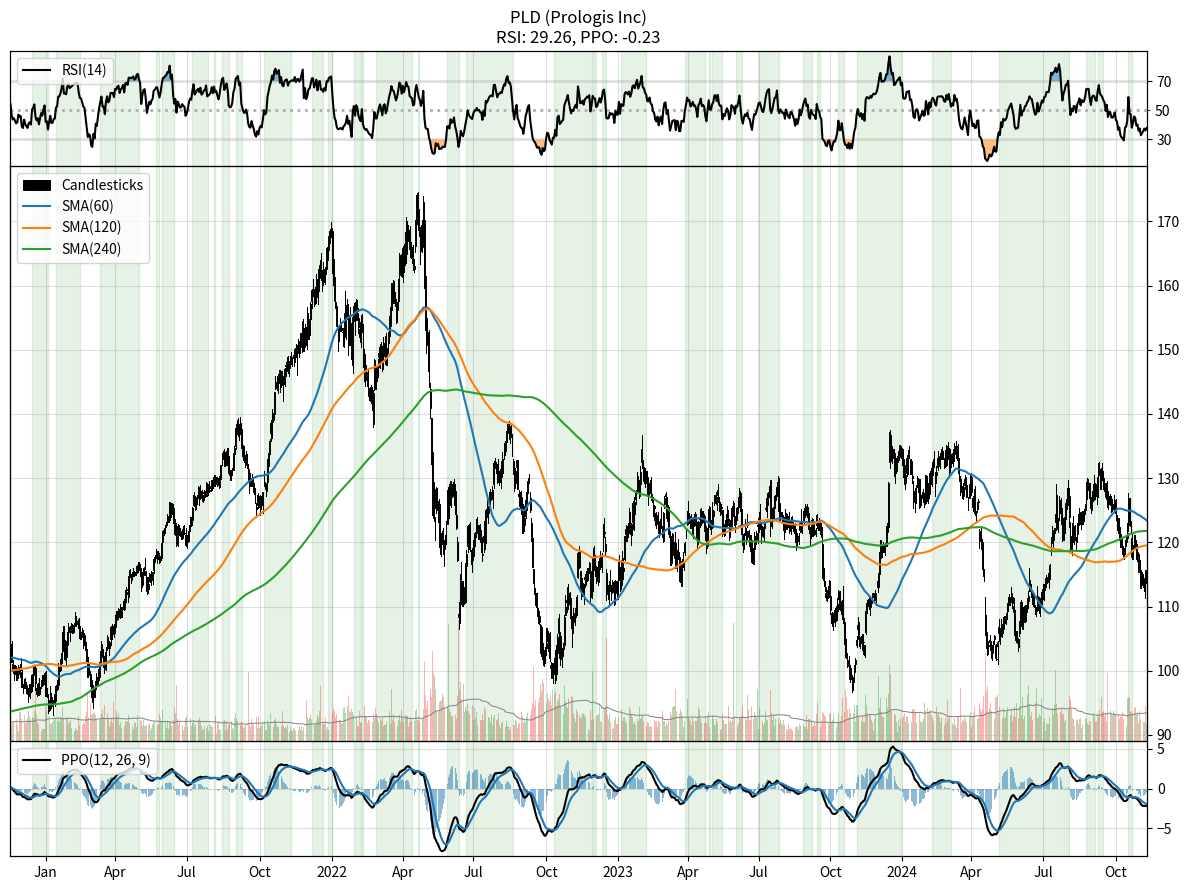 PLD (Prologis Inc)
RSI: 29.26, PPO: -0.23
RSI(14)
70
50
30
Candlesticks
SMA(60)
SMA(120)
SMA(240)
170
160
150
140
130
120
110
100
90
PPO(12, 26, 9)
5
0
−5
Jan Apr Jul Oct 2022 Apr Jul Oct 2023 Apr Jul Oct 2024 Apr Jul Oct